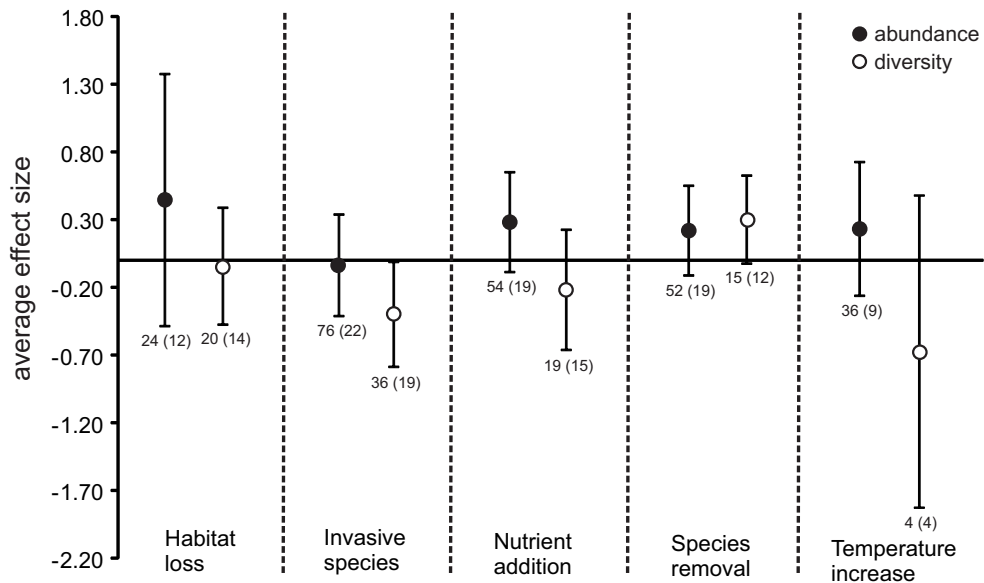 1.80
1.30
0.80
0.30
-0.20
-0.70
-1.20
-1.70
-2.20
average effect size
abundance
diversity
24 (12) 20 (14)
76 (22)
36 (19)
54 (19)
19 (15)
52 (19)
15 (12)
36 (9)
4 (4)
Habitat
loss
Invasive
species
Nutrient
addition
Species
removal
Temperature
increase